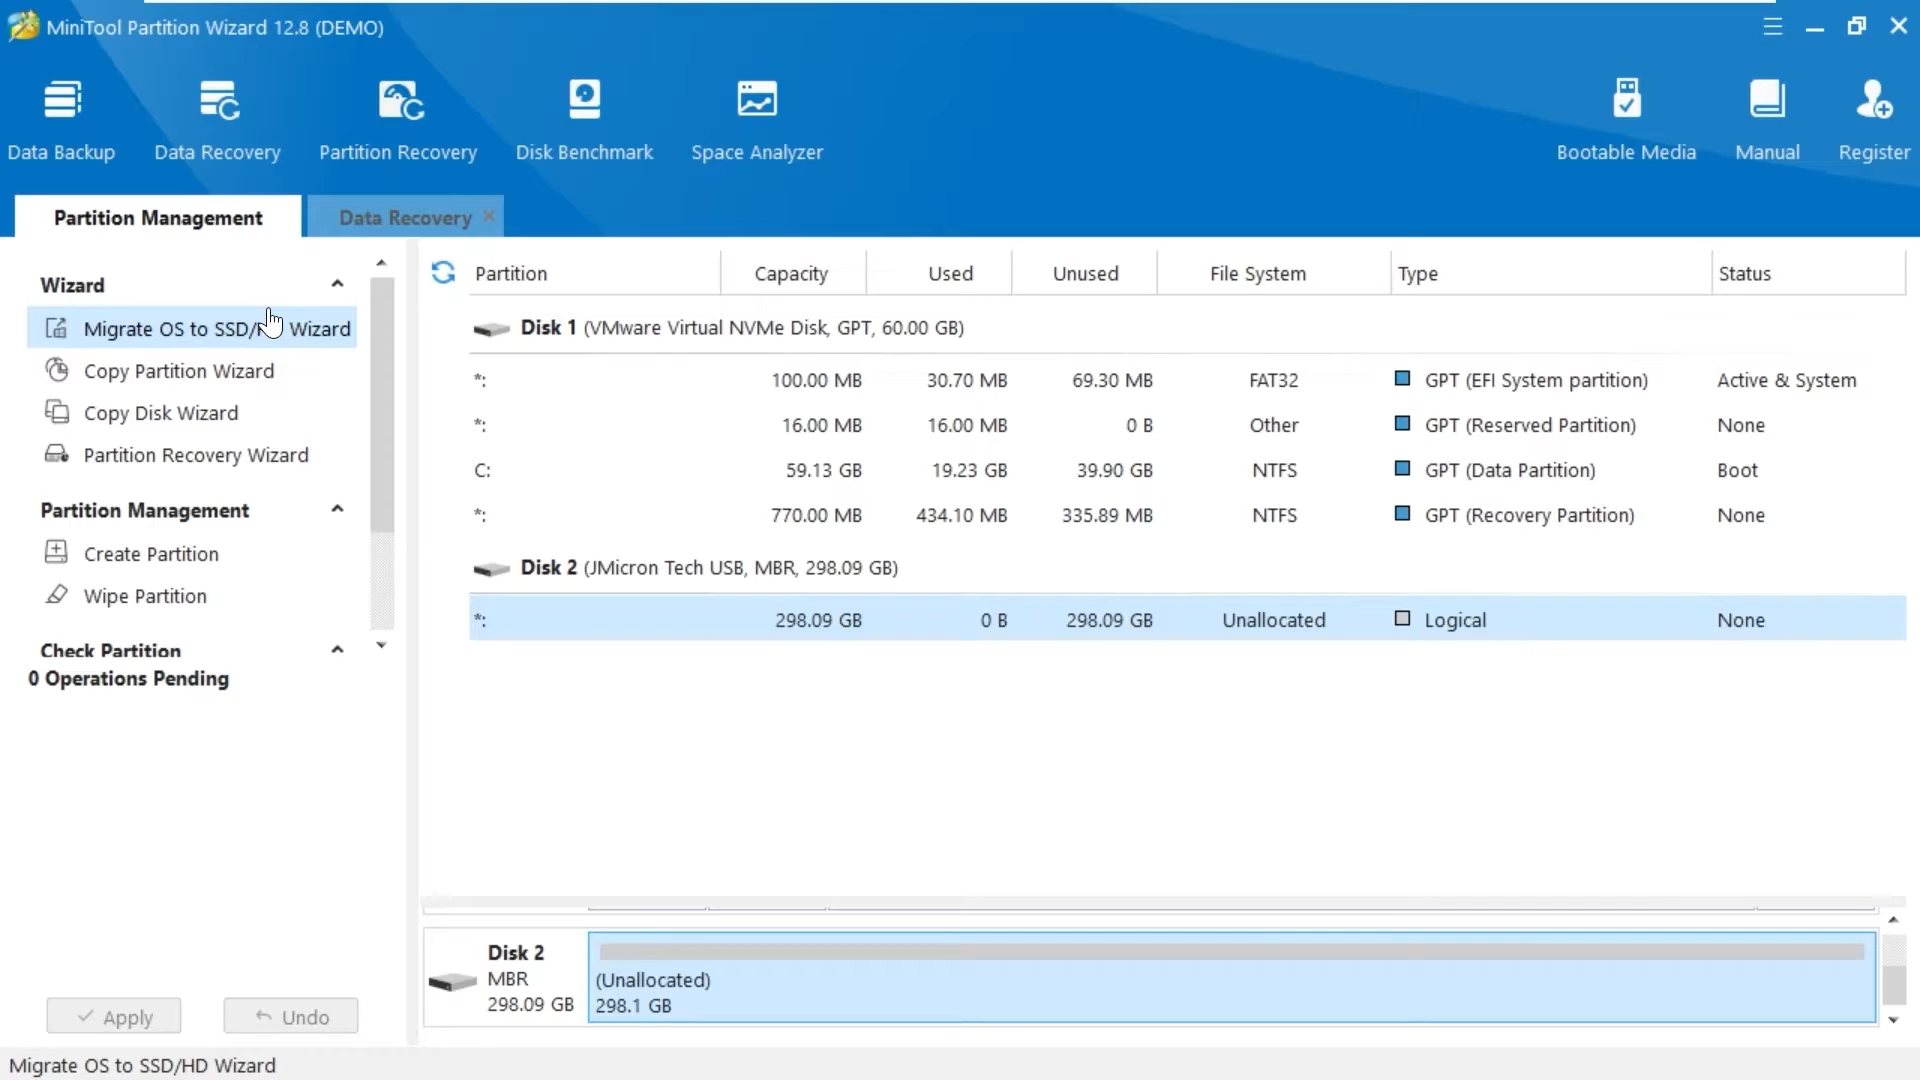 MiniTool Partition Wizard 12.8 (DEMO)
Data Backup Data Recovery Partition Recovery Disk Benchmark Space Analyzer Bootable Media Manual Register
Partition Management Data Recovery
Partition Capacity Used Unused File System Type Status
Wizard
Migrate OS to SSD/ Wizard
Copy Partition Wizard
Copy Disk Wizard
Partition Recovery Wizard
Partition Management
Create Partition
Wipe Partition
Check Partition
0 Operations Pending
Disk 1 (VMware Virtual NVMe Disk, GPT, 60.00 GB)
*: 100.00 MB 30.70 MB 69.30 MB FAT32 GPT (EFI System partition) Active & System
*: 16.00 MB 16.00 MB 0 B Other GPT (Reserved Partition) None
C: 59.13 GB 19.23 GB 39.90 GB NTFS GPT (Data Partition) Boot
*: 770.00 MB 434.10 MB 335.89 MB NTFS GPT (Recovery Partition) None
Disk 2 (JMicron Tech USB, MBR, 298.09 GB)
*: 298.09 GB 0 B 298.09 GB Unallocated Logical None
Disk 2
MBR
298.09 GB
(Unallocated)
298.1 GB
Apply Undo
Migrate OS to SSD/HD Wizard